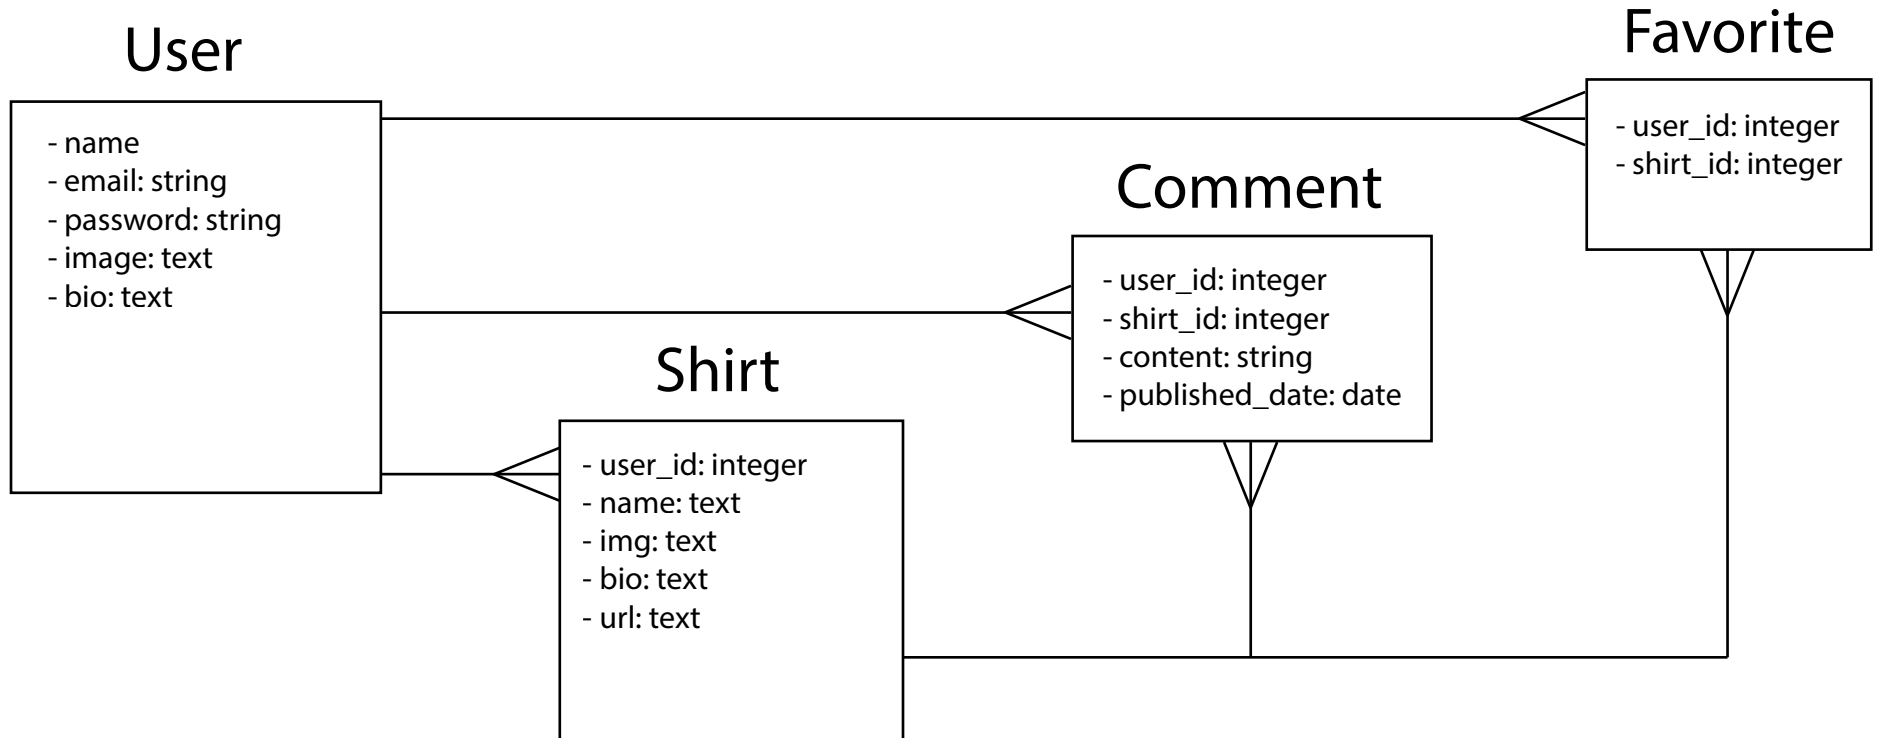 User
- name
- email: string
- password: string
- image: text
- bio: text
Shirt
- user_id: integer
- name: text
- img: text
- bio: text
- url: text
Comment
- user_id: integer
- shirt_id: integer
- content: string
- published_date: date
Favorite
- user_id: integer
- shirt_id: integer